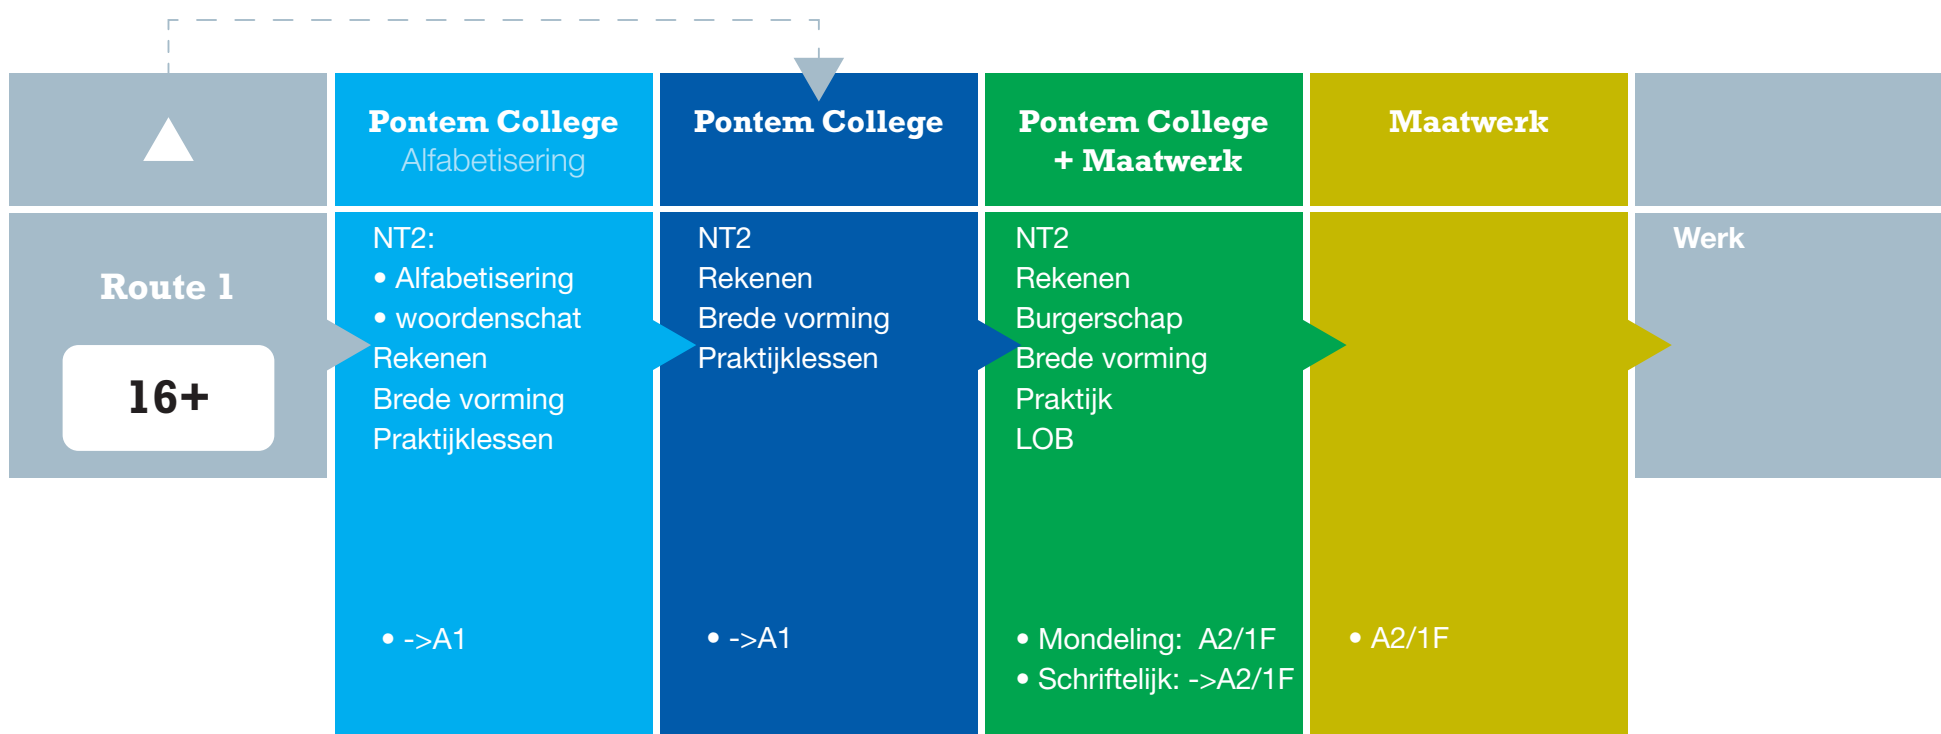 Pontem College
Alfabetisering
Pontem College
Pontem College
+ Maatwerk
Maatwerk
Route 1
16+
NT2:
• Alfabetisering
• woordenschat
Rekenen
Brede vorming
Praktijklessen
• ->A1
NT2
Rekenen
Brede vorming
Praktijklessen
• ->A1
NT2
Rekenen
Burgerschap
Brede vorming
Praktijk
LOB
• Mondeling: A2/1F
• Schriftelijk: ->A2/1F
• A2/1F
Werk